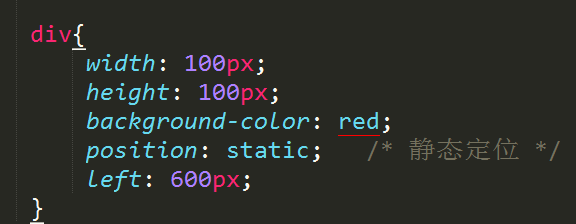 div{
width: 100px;
height: 100px;
background-color: red;
position: static;   /* 静态定位 */
left: 600px;
}